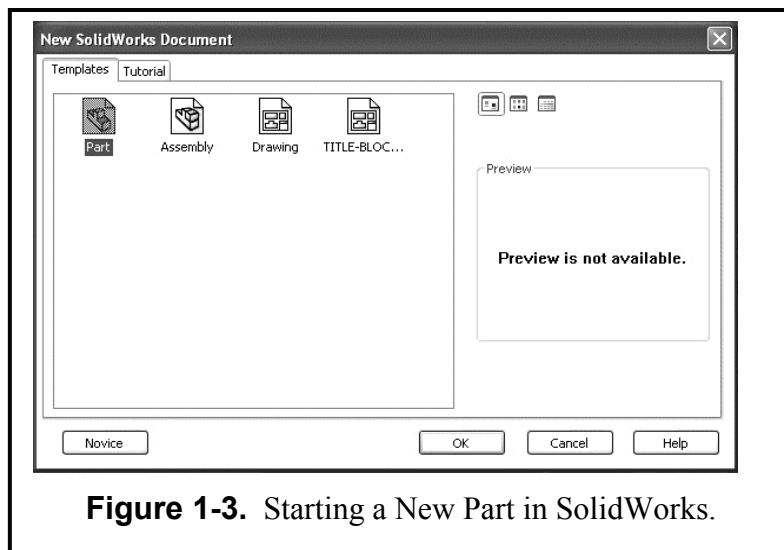 New SolidWorks Document
Templates Tutorial
Part Assembly Drawing TITLE-BLOC...
Preview
Preview is not available.
Novice OK Cancel Help
Figure 1-3. Starting a New Part in SolidWorks.